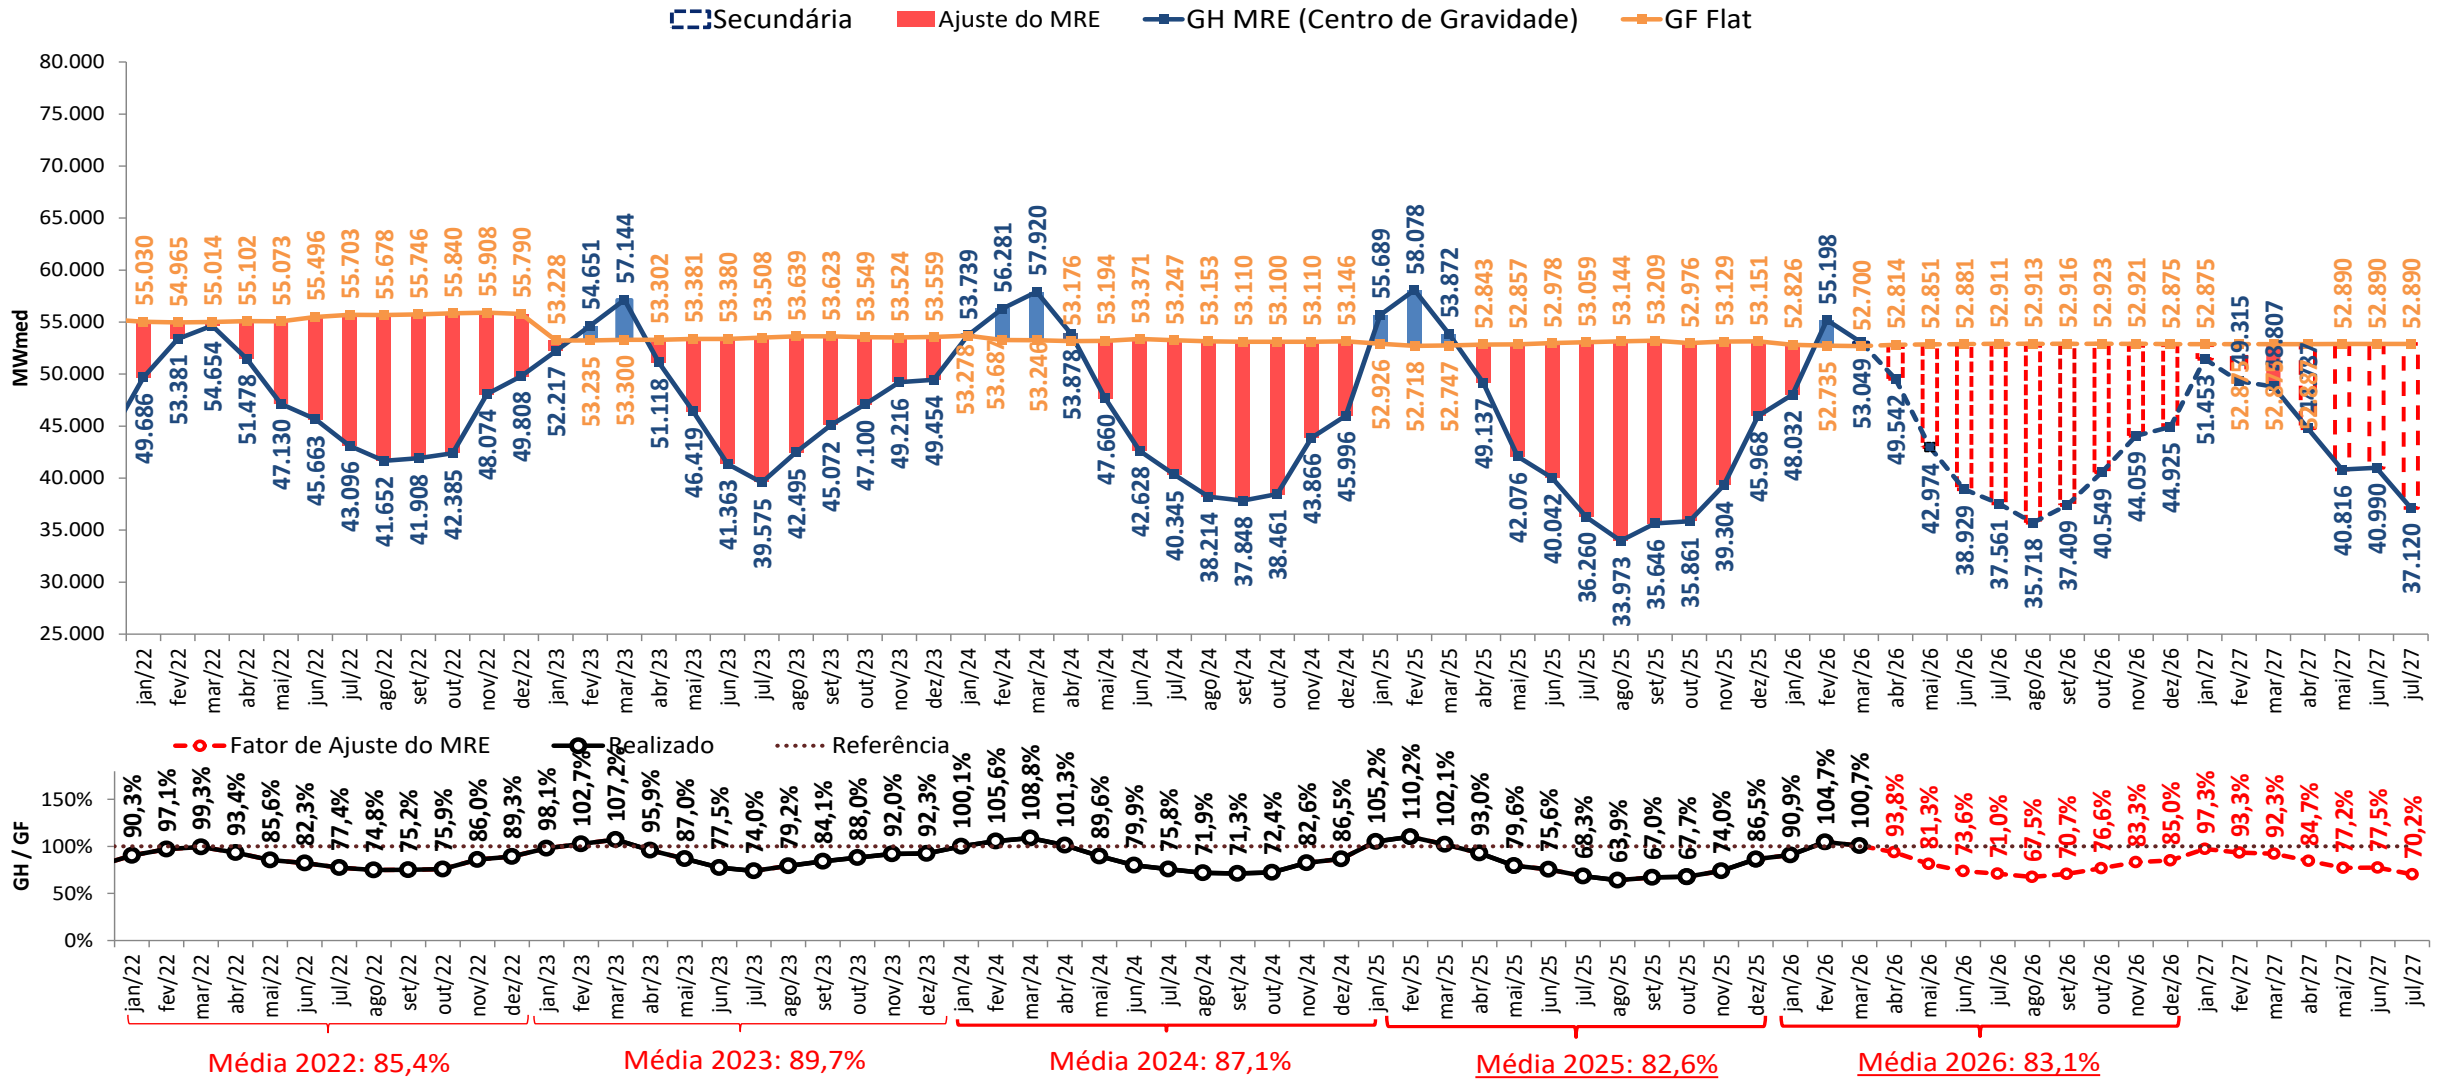 Secundária Ajuste do MRE GH MRE (Centro de Gravidade) GF Flat
MWmed
80.000
75.000
70.000
65.000
60.000
55.000
50.000
45.000
40.000
35.000
30.000
25.000
55.030 54.965 55.014 55.102 55.073 55.496 55.703 55.678 55.746 55.840 55.908 55.790 53.228 53.235 53.300 53.302 53.381 53.380 53.508 53.639 53.623 53.549 53.524 53.559 53.278 53.687 53.246 53.176 53.194 53.371 53.247 53.153 53.110 53.100 53.110 53.146 52.926 52.718 52.747 52.843 52.857 52.978 53.059 53.144 53.209 52.976 53.129 53.151 52.826 52.735 52.700 52.814 52.851 52.881 52.911 52.913 52.916 52.923 52.921 52.875 52.875 52.890 52.890 52.890
49.686 53.381 54.654 51.478 47.130 45.663 43.096 41.652 41.908 42.385 48.074 49.808 52.217 54.651 57.144 51.118 46.419 41.363 39.575 42.495 45.072 47.100 49.216 49.454 53.739 56.281 57.920 53.878 47.660 42.628 40.345 38.214 37.848 38.461 43.866 45.996 55.689 58.078 53.872 49.137 42.076 40.042 36.260 33.973 35.646 35.861 39.304 45.968 48.032 55.198 53.049 49.542 42.974 38.929 37.561 35.718 37.409 40.549 44.059 44.925 51.453 49.315 48.807 40.816 40.990 37.120
jan/22 fev/22 mar/22 abr/22 mai/22 jun/22 jul/22 ago/22 set/22 out/22 nov/22 dez/22 jan/23 fev/23 mar/23 abr/23 mai/23 jun/23 jul/23 ago/23 set/23 out/23 nov/23 dez/23 jan/24 fev/24 mar/24 abr/24 mai/24 jun/24 jul/24 ago/24 set/24 out/24 nov/24 dez/24 jan/25 fev/25 mar/25 abr/25 mai/25 jun/25 jul/25 ago/25 set/25 out/25 nov/25 dez/25 jan/26 fev/26 mar/26 abr/26 mai/26 jun/26 jul/26 ago/26 set/26 out/26 nov/26 dez/26 jan/27 fev/27 mar/27 abr/27 mai/27 jun/27 jul/27
Fator de Ajuste do MRE Realizado Referência
GH / GF
150%
100%
50%
0%
90,3% 97,1% 99,3% 93,4% 85,6% 82,3% 77,4% 74,8% 75,2% 75,9% 86,0% 89,3% 98,1% 102,7% 107,2% 95,9% 87,0% 77,5% 74,0% 79,2% 84,1% 88,0% 92,0% 92,3% 100,1% 105,6% 108,8% 101,3% 89,6% 79,9% 75,8% 71,9% 71,3% 72,4% 82,6% 86,5% 105,2% 110,2% 102,1% 93,0% 79,6% 75,6% 68,3% 63,9% 67,0% 67,7% 74,0% 86,5% 90,9% 104,7% 100,7% 93,8% 81,3% 73,6% 71,0% 67,5% 70,7% 76,6% 83,3% 85,0% 97,3% 93,3% 92,3% 84,7% 77,2% 77,5% 70,2%
jan/22 fev/22 mar/22 abr/22 mai/22 jun/22 jul/22 ago/22 set/22 out/22 nov/22 dez/22 jan/23 fev/23 mar/23 abr/23 mai/23 jun/23 jul/23 ago/23 set/23 out/23 nov/23 dez/23 jan/24 fev/24 mar/24 abr/24 mai/24 jun/24 jul/24 ago/24 set/24 out/24 nov/24 dez/24 jan/25 fev/25 mar/25 abr/25 mai/25 jun/25 jul/25 ago/25 set/25 out/25 nov/25 dez/25 jan/26 fev/26 mar/26 abr/26 mai/26 jun/26 jul/26 ago/26 set/26 out/26 nov/26 dez/26 jan/27 fev/27 mar/27 abr/27 mai/27 jun/27 jul/27
Média 2022: 85,4% Média 2023: 89,7% Média 2024: 87,1% Média 2025: 82,6% Média 2026: 83,1%